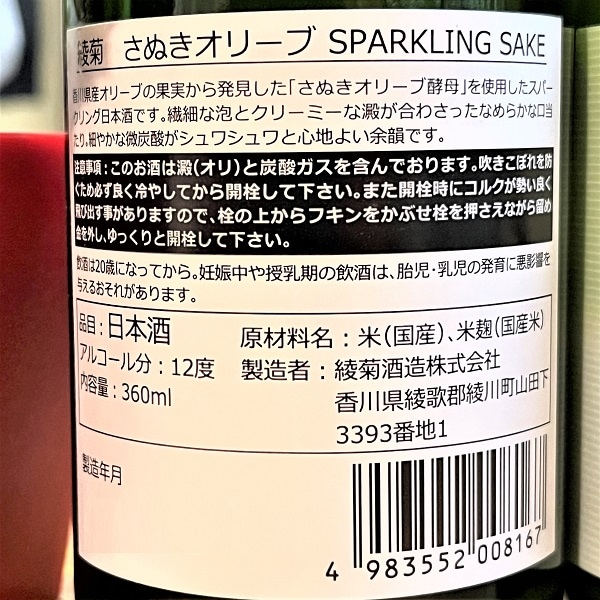 綾菊 さぬきオリーブ SPARKLING SAKE
香川県産オリーブの果実から発見した「さぬきオリーブ酵母」を使用したスパー
クリング日本酒です。繊細な泡とクリーミーな澱が合わさったなめらかな口当
たり。細やかな微炭酸がシュワシュワと心地よい余韻です。
注意事項：このお酒は澱（オリ）と炭酸ガスを含んでおります。吹きこぼれを防
ぐため必ず良く冷やしてから開栓して下さい。また開栓時にコルクが勢い良く
飛び出す事がありますので、栓の上からフキンをかぶせ栓を押さえながら留め
金を外し、ゆっくりと開栓して下さい。
飲酒は20歳になってから。妊娠中や授乳期の飲酒は、胎児・乳児の発育に悪影響を
与えるおそれがあります。
品目：日本酒 原材料名：米（国産）、米麹（国産米）
アルコール分：12度 製造者：綾菊酒造株式会社
内容量：360ml 香川県綾歌郡綾川町山田下
3393番地1
製造年月
4 983552 008167